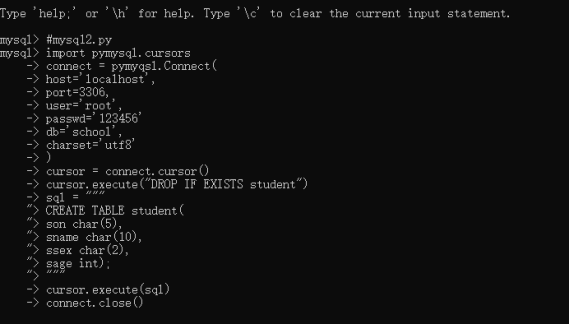 Type 'help;' or '\h' for help. Type '\c' to clear the current input statement.
mysql> #mysql2.py
mysql> import pymysql.cursors
-> connect = pymyqsl.Connect(
-> host='localhost',
-> port=3306,
-> user='root',
-> passwd='123456'
-> db='school',
-> charset='utf8'
-> )
-> cursor = connect.cursor()
-> cursor.execute("DROP IF EXISTS student")
-> sql = """
"> CREATE TABLE student(
"> son char(5),
"> sname char(10),
"> ssex char(2),
"> sage int);
"> """
-> cursor.execute(sql)
-> connect.close()